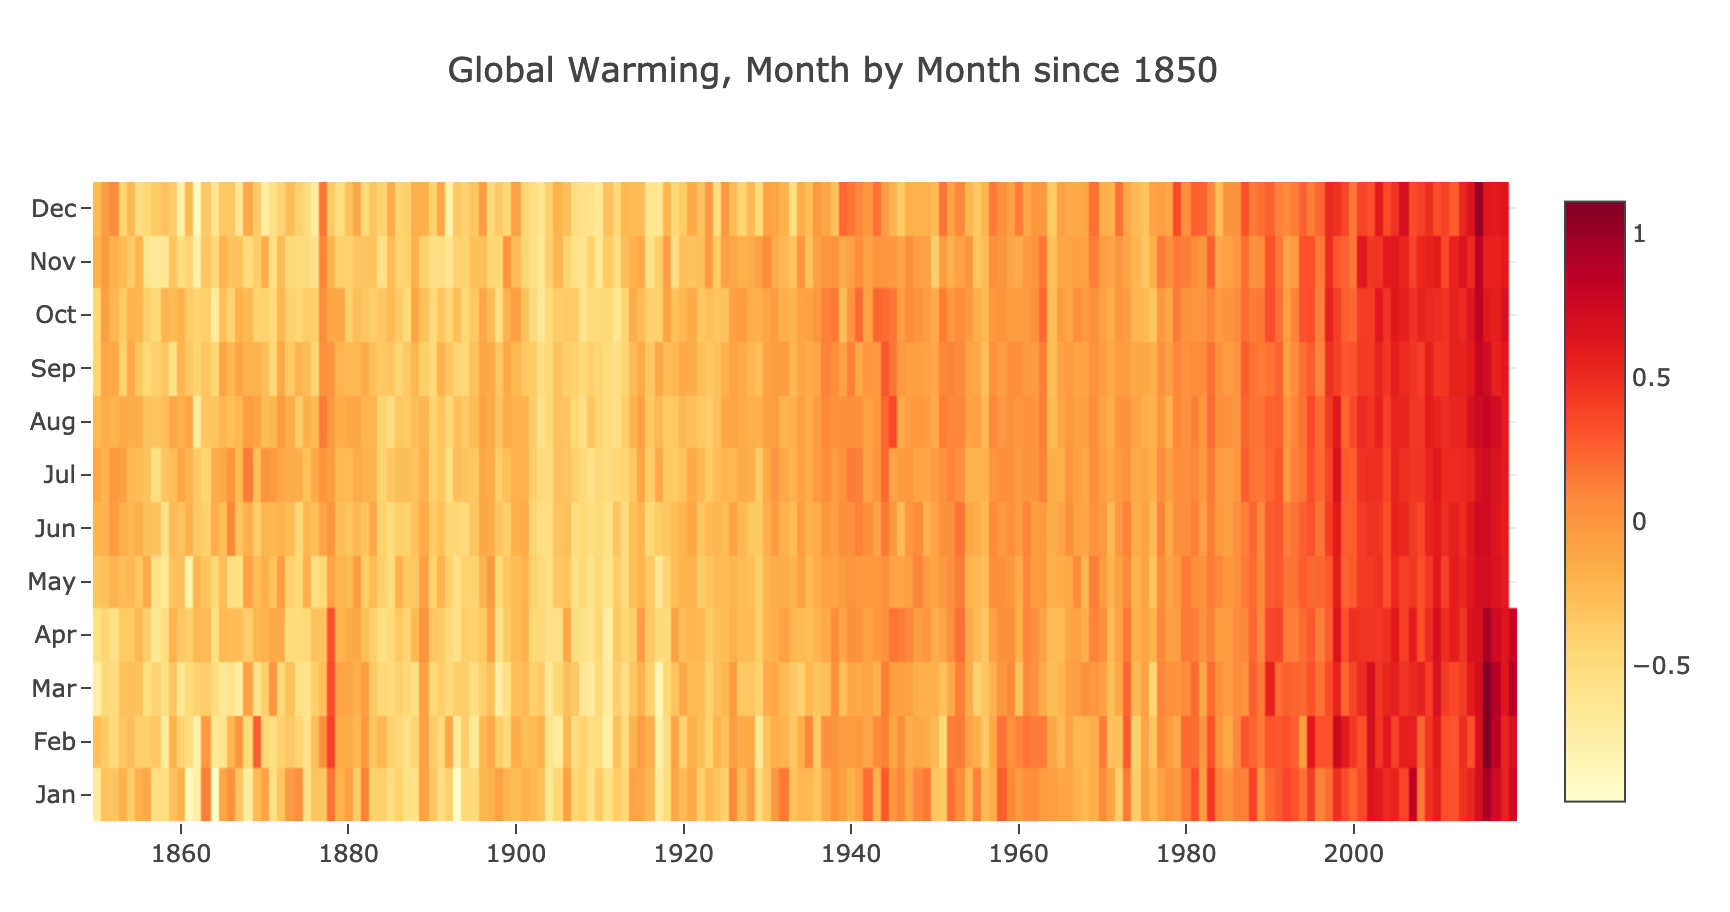 Global Warming, Month by Month since 1850
Dec
Nov
Oct
Sep
Aug
Jul
Jun
May
Apr
Mar
Feb
Jan
1860 1880 1900 1920 1940 1960 1980 2000
1
0.5
0
−0.5